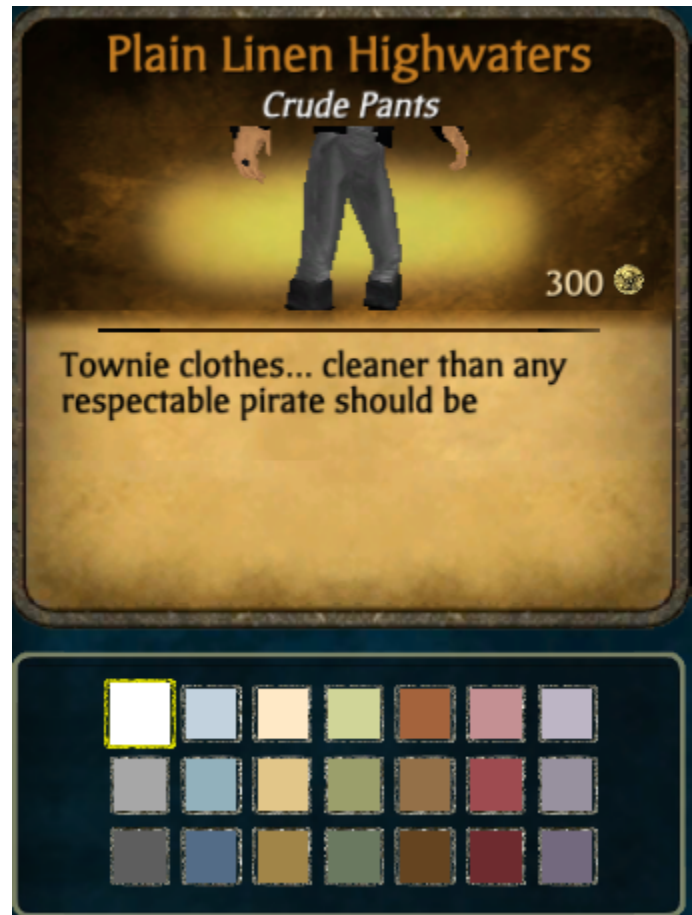 Plain Linen Highwaters
Crude Pants
300
Townie clothes... cleaner than any
respectable pirate should be